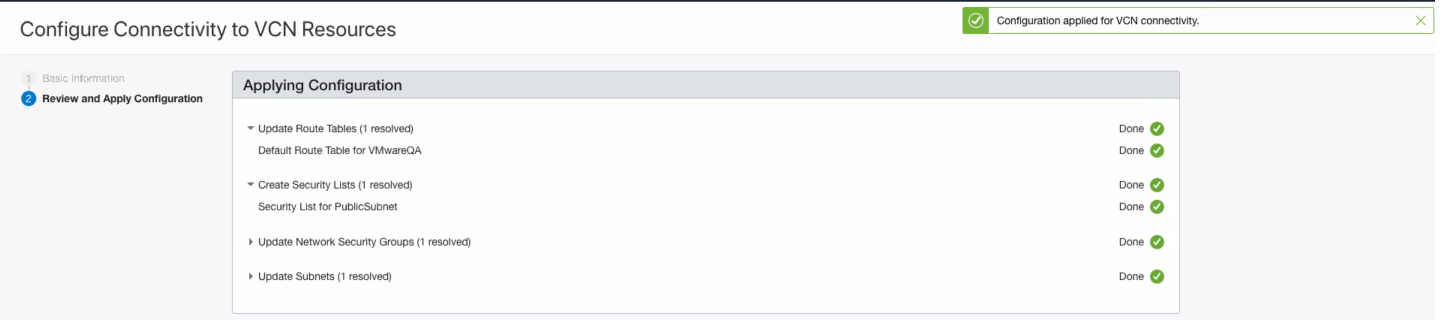 Configure Connectivity to VCN Resources
Configuration applied for VCN connectivity.
1 Basic Information
2 Review and Apply Configuration
Applying Configuration
Update Route Tables (1 resolved) Done
Default Route Table for VMwareQA Done
Create Security Lists (1 resolved) Done
Security List for PublicSubnet Done
Update Network Security Groups (1 resolved) Done
Update Subnets (1 resolved) Done